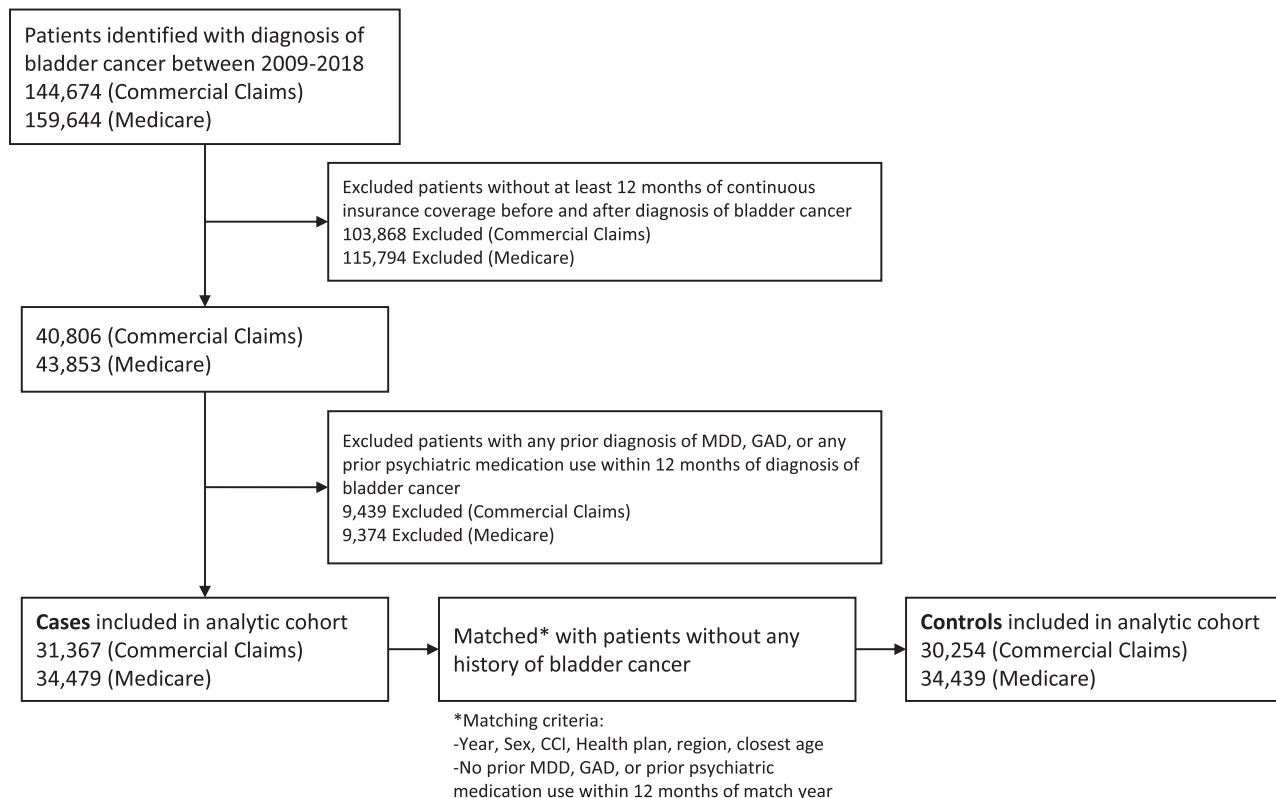 Patients identified with diagnosis of
bladder cancer between 2009-2018
144,674 (Commercial Claims)
159,644 (Medicare)
Excluded patients without at least 12 months of continuous
insurance coverage before and after diagnosis of bladder cancer
103,868 Excluded (Commercial Claims)
115,794 Excluded (Medicare)
40,806 (Commercial Claims)
43,853 (Medicare)
Excluded patients with any prior diagnosis of MDD, GAD, or any
prior psychiatric medication use within 12 months of diagnosis of
bladder cancer
9,439 Excluded (Commercial Claims)
9,374 Excluded (Medicare)
Cases included in analytic cohort
31,367 (Commercial Claims)
34,479 (Medicare)
Matched* with patients without any
history of bladder cancer
Controls included in analytic cohort
30,254 (Commercial Claims)
34,439 (Medicare)
*Matching criteria:
-Year, Sex, CCI, Health plan, region, closest age
-No prior MDD, GAD, or prior psychiatric
medication use within 12 months of match year